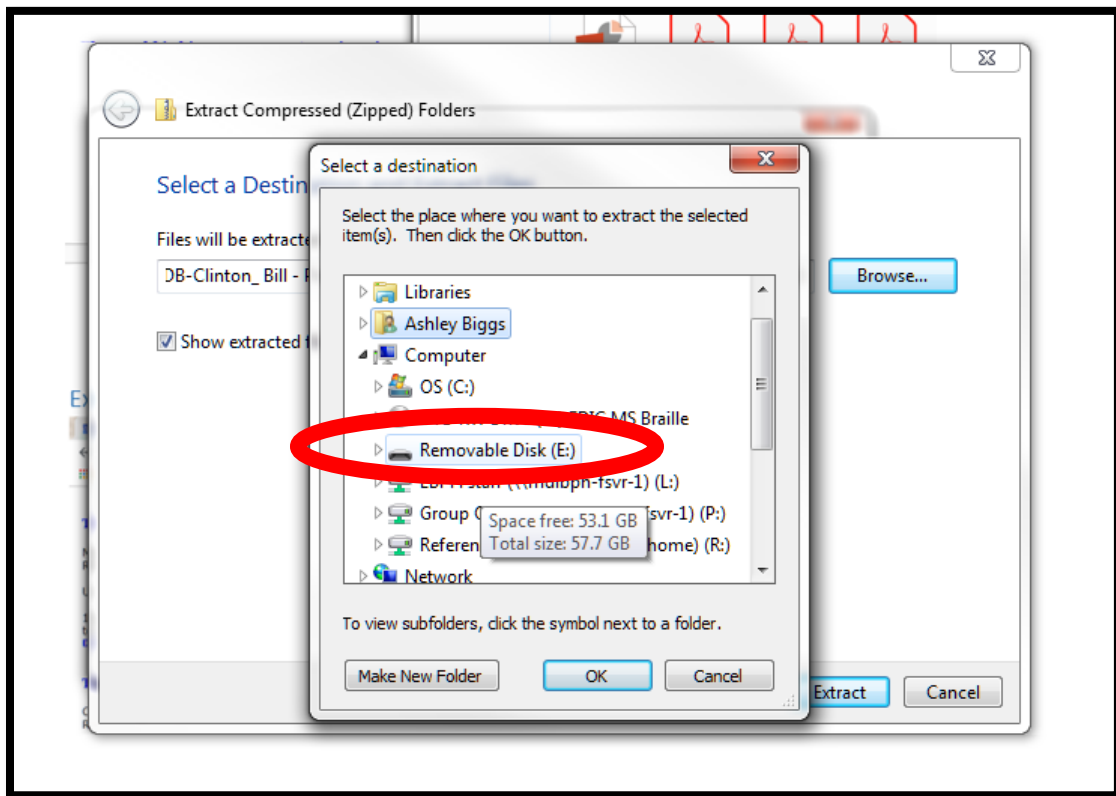 Extract Compressed (Zipped) Folders
Select a destination
Select a Destin
Select the place where you want to extract the selected
item(s). Then click the OK button.
Files will be extracte
DB-Clinton_ Bill -
Browse...
Libraries
Ashley Biggs
Show extracted
Computer
OS (C:)
MS Braille
Removable Disk (E:)
(L:)
Group
svr-1) (P:)
Space free: 53.1 GB
Referen
home) (R:)
Total size: 57.7 GB
Network
To view subfolders, click the symbol next to a folder.
Make New Folder
OK
Cancel
Extract
Cancel